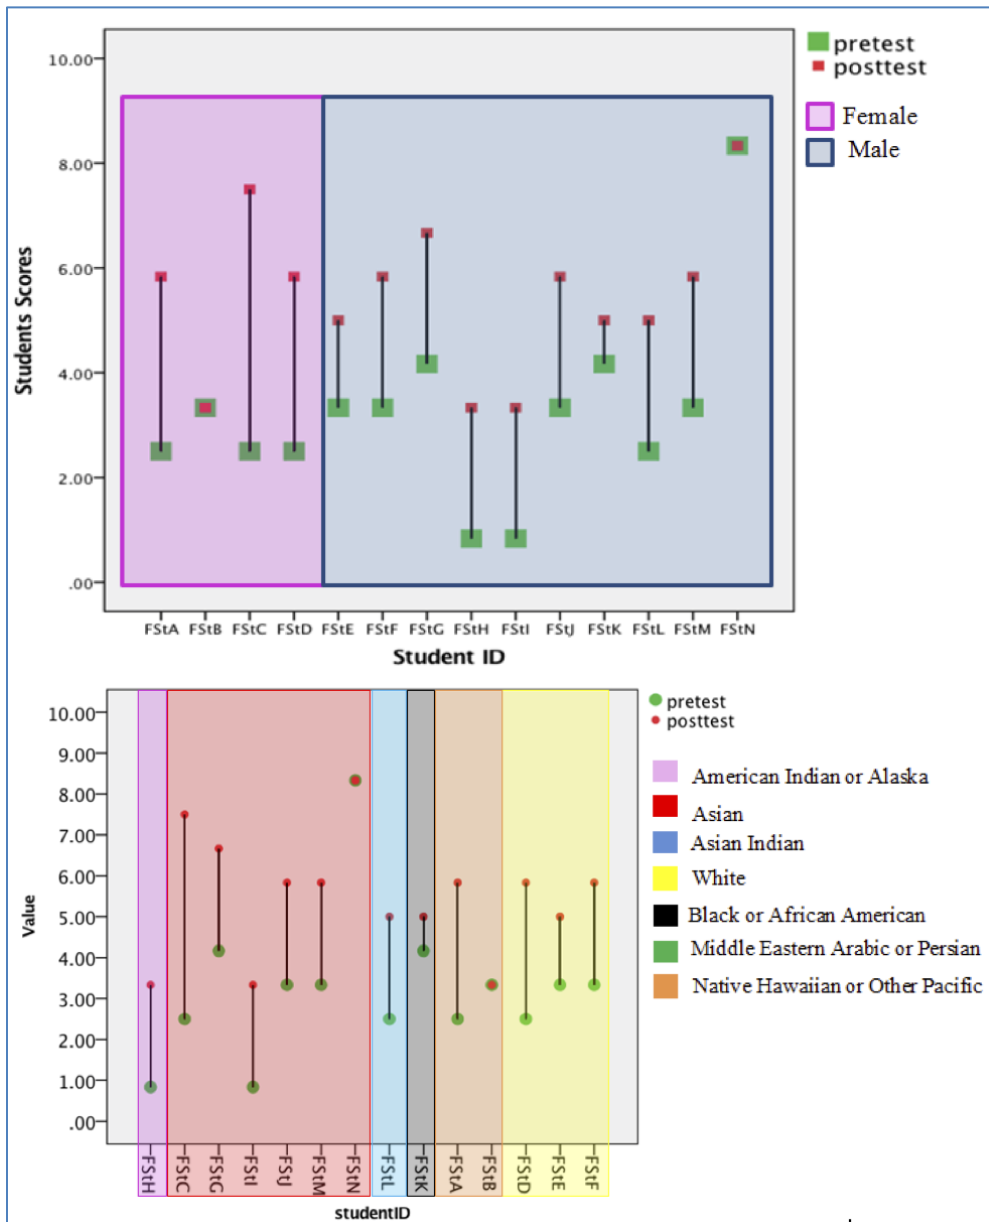 10.00
8.00
6.00
4.00
2.00
.00
Students Scores
FStA FStB FStC FStD FStE FStF FStG FStH FStI FStJ FStK FStL FStM FStN
Student ID
pretest
posttest
Female
Male
10.00
9.00
8.00
7.00
6.00
5.00
4.00
3.00
2.00
1.00
.00
Value
FStH FStC FStG FStI FStJ FStM FStN FStL FStK FStA FStB FStD FStE FStF
studentID
pretest
posttest
American Indian or Alaska
Asian
Asian Indian
White
Black or African American
Middle Eastern Arabic or Persian
Native Hawaiian or Other Pacific